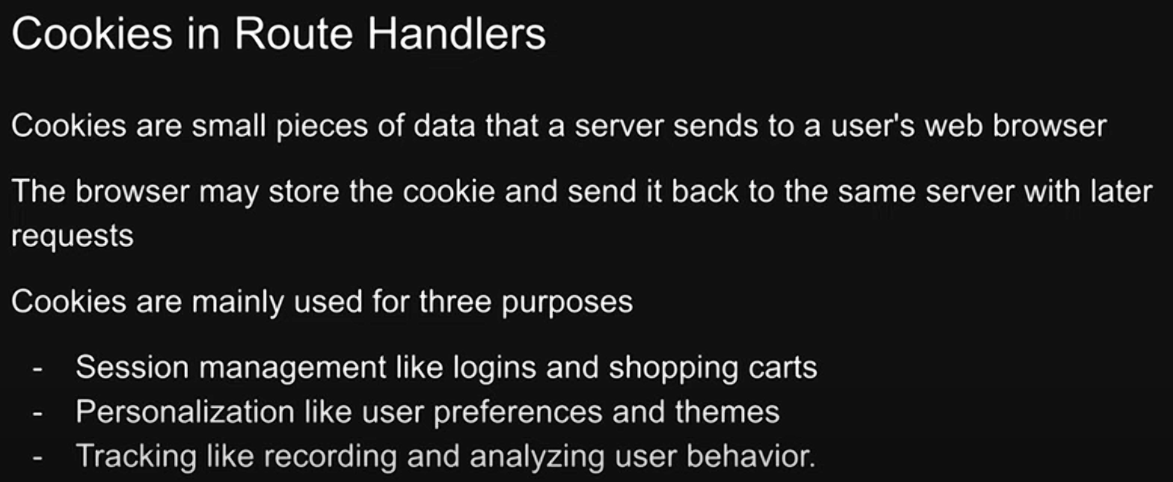 Cookies in Route Handlers
Cookies are small pieces of data that a server sends to a user's web browser
The browser may store the cookie and send it back to the same server with later
requests
Cookies are mainly used for three purposes
- Session management like logins and shopping carts
- Personalization like user preferences and themes
- Tracking like recording and analyzing user behavior.